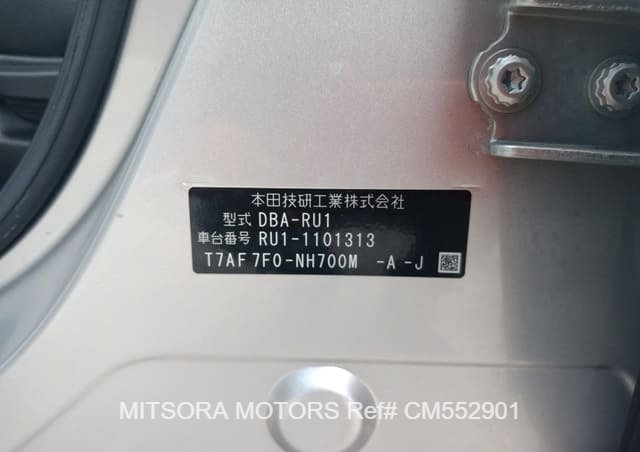 本田技研工業株式会社
型式 DBA-RU1
車台番号 RU1-1101313
T7AF 7F0-NH700M -A -J
MITSORA MOTORS Ref# CM552901